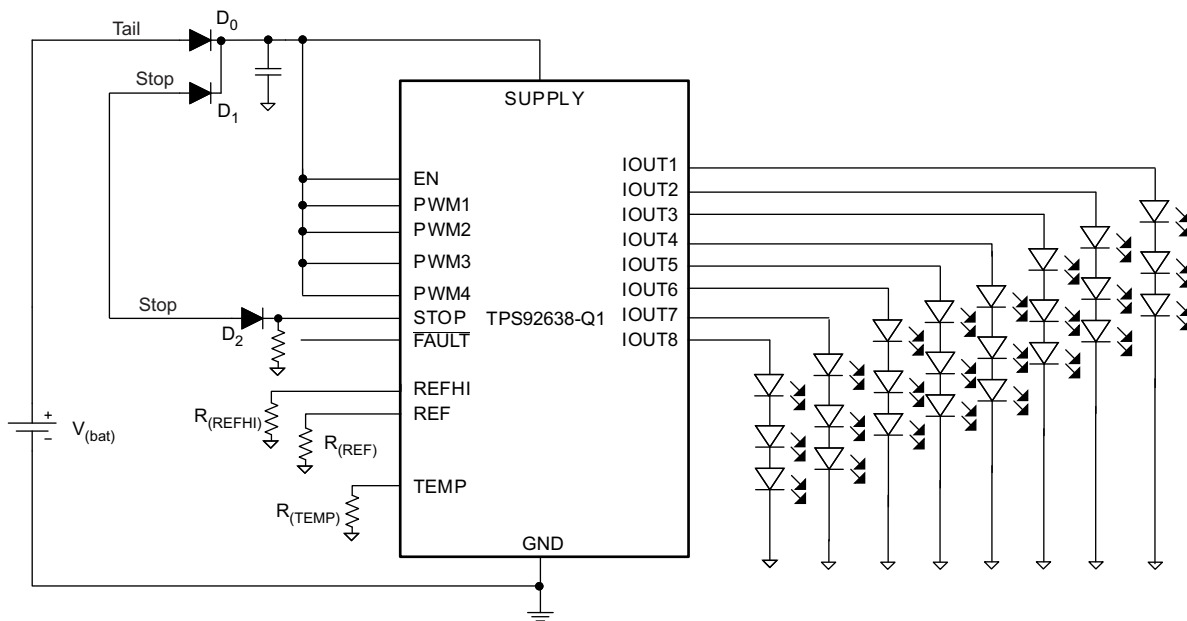 Tail
D0
Stop
D1
SUPPLY
EN
PWM1
PWM2
PWM3
PWM4
Stop
D2
STOP
TPS92638-Q1
FAULT
REFHI
R(REFHI)
REF
R(REF)
TEMP
R(TEMP)
GND
+
V(bat)
−
IOUT1
IOUT2
IOUT3
IOUT4
IOUT5
IOUT6
IOUT7
IOUT8